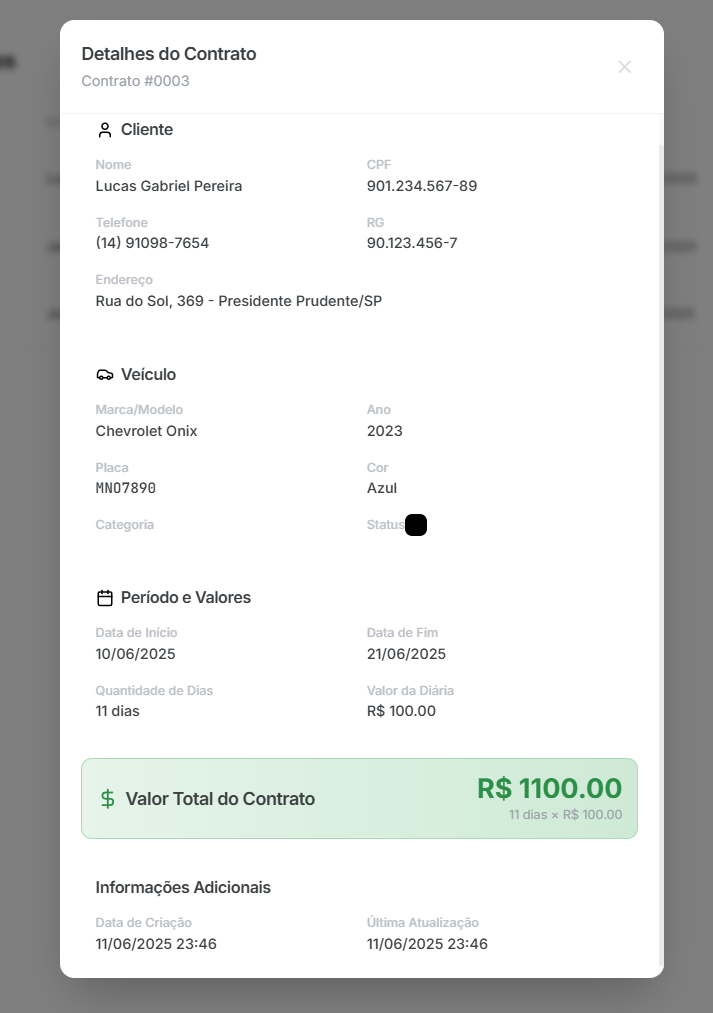 Detalhes do Contrato
Contrato #0003
Cliente
Nome
CPF
Lucas Gabriel Pereira
901.234.567-89
Telefone
RG
(14) 91098-7654
90.123.456-7
Endereço
Rua do Sol, 369 - Presidente Prudente/SP
Veículo
Marca/Modelo
Ano
Chevrolet Onix
2023
Placa
Cor
MNO7890
Azul
Categoria
Status
Período e Valores
Data de Início
Data de Fim
10/06/2025
21/06/2025
Quantidade de Dias
Valor da Diária
11 dias
R$ 100.00
Valor Total do Contrato
R$ 1100.00
11 dias × R$ 100.00
Informações Adicionais
Data de Criação
Última Atualização
11/06/2025 23:46
11/06/2025 23:46